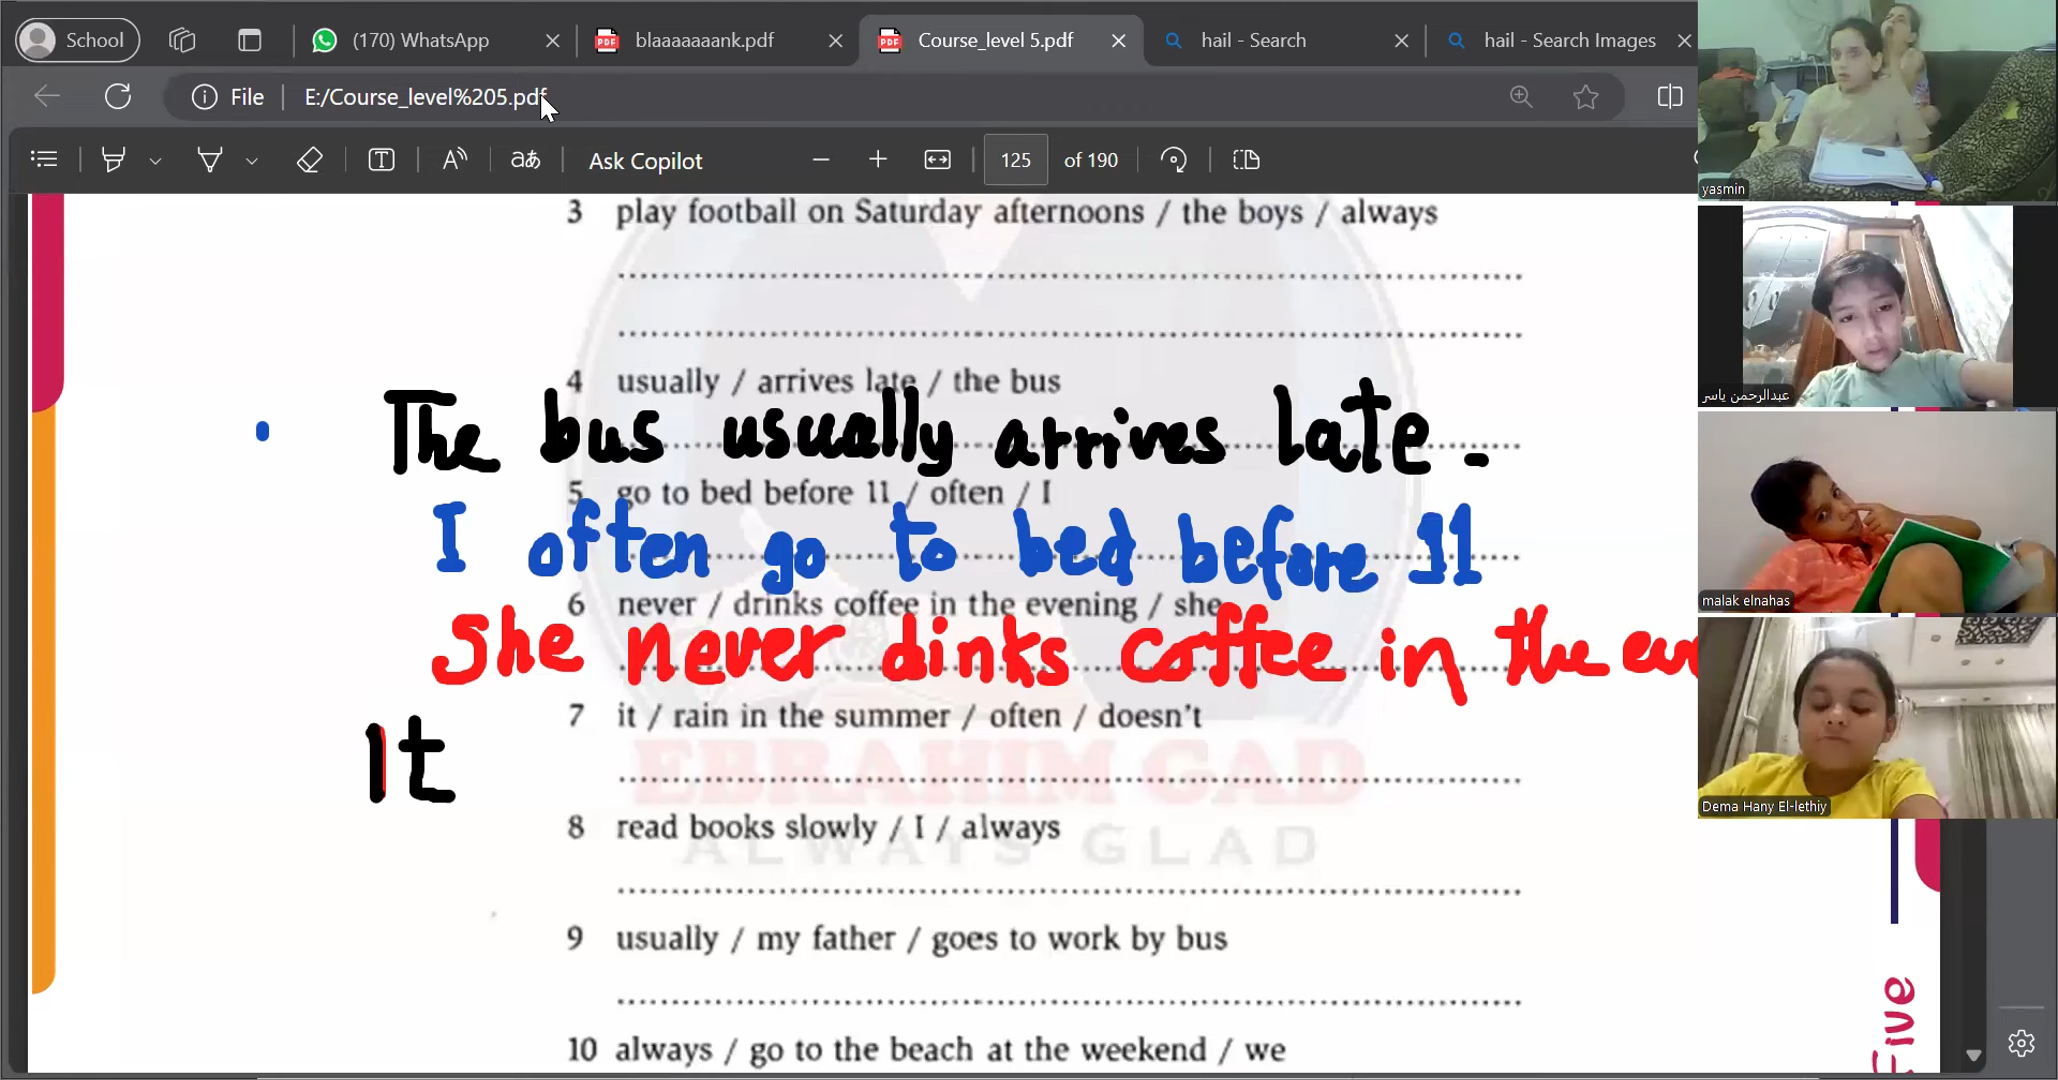 School
(170) WhatsApp
blaaaaaaank.pdf
Course_level 5.pdf
hail - Search
hail - Search Images
File
E:/Course_level%205.pdf
Ask Copilot
125 of 190
3 play football on Saturday afternoons / the boys / always
4 usually / arrives late / the bus
The bus usually arrives late.
5 go to bed before 11 / often / I
I often go to bed before 11
6 never / drinks coffee in the evening / she
She never dinks coffee in the
7 it / rain in the summer / often / doesn't
It
EBRAHIM GAD
8 read books slowly / I / always
ALWAYS GLAD
9 usually / my father / goes to work by bus
10 always / go to the beach at the weekend / we
Five
yasmin
عبدالرحمن ياسر
malak elnahas
Dema Hany El-lethiy